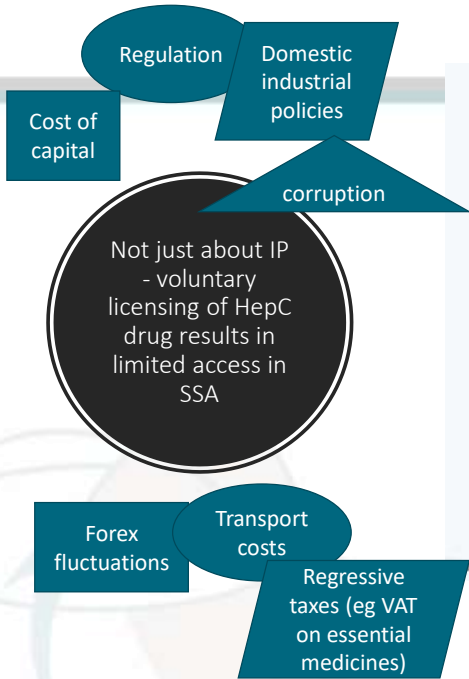 Regulation
Domestic
industrial
policies
Cost of
capital
corruption
Not just about IP
- voluntary
licensing of HepC
drug results in
limited access in
SSA
Forex
fluctuations
Transport
costs
Regressive
taxes (eg VAT
on essential
medicines)